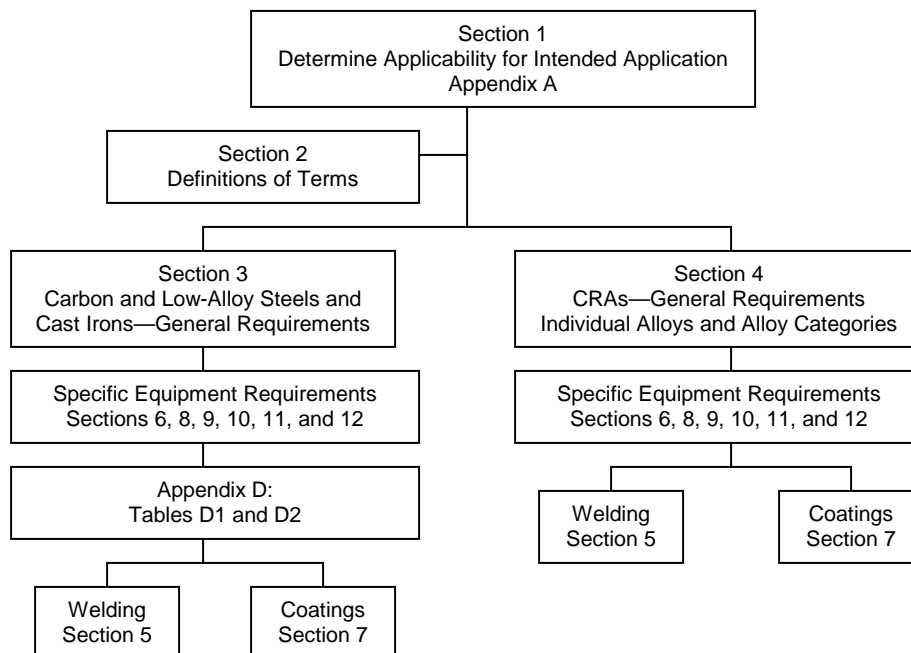 Section 1
Determine Applicability for Intended Application
Appendix A
Section 2
Definitions of Terms
Section 3
Carbon and Low-Alloy Steels and
Cast Irons—General Requirements
Section 4
CRAs—General Requirements
Individual Alloys and Alloy Categories
Specific Equipment Requirements
Sections 6, 8, 9, 10, 11, and 12
Specific Equipment Requirements
Sections 6, 8, 9, 10, 11, and 12
Appendix D:
Tables D1 and D2
Welding
Section 5
Coatings
Section 7
Welding
Section 5
Coatings
Section 7